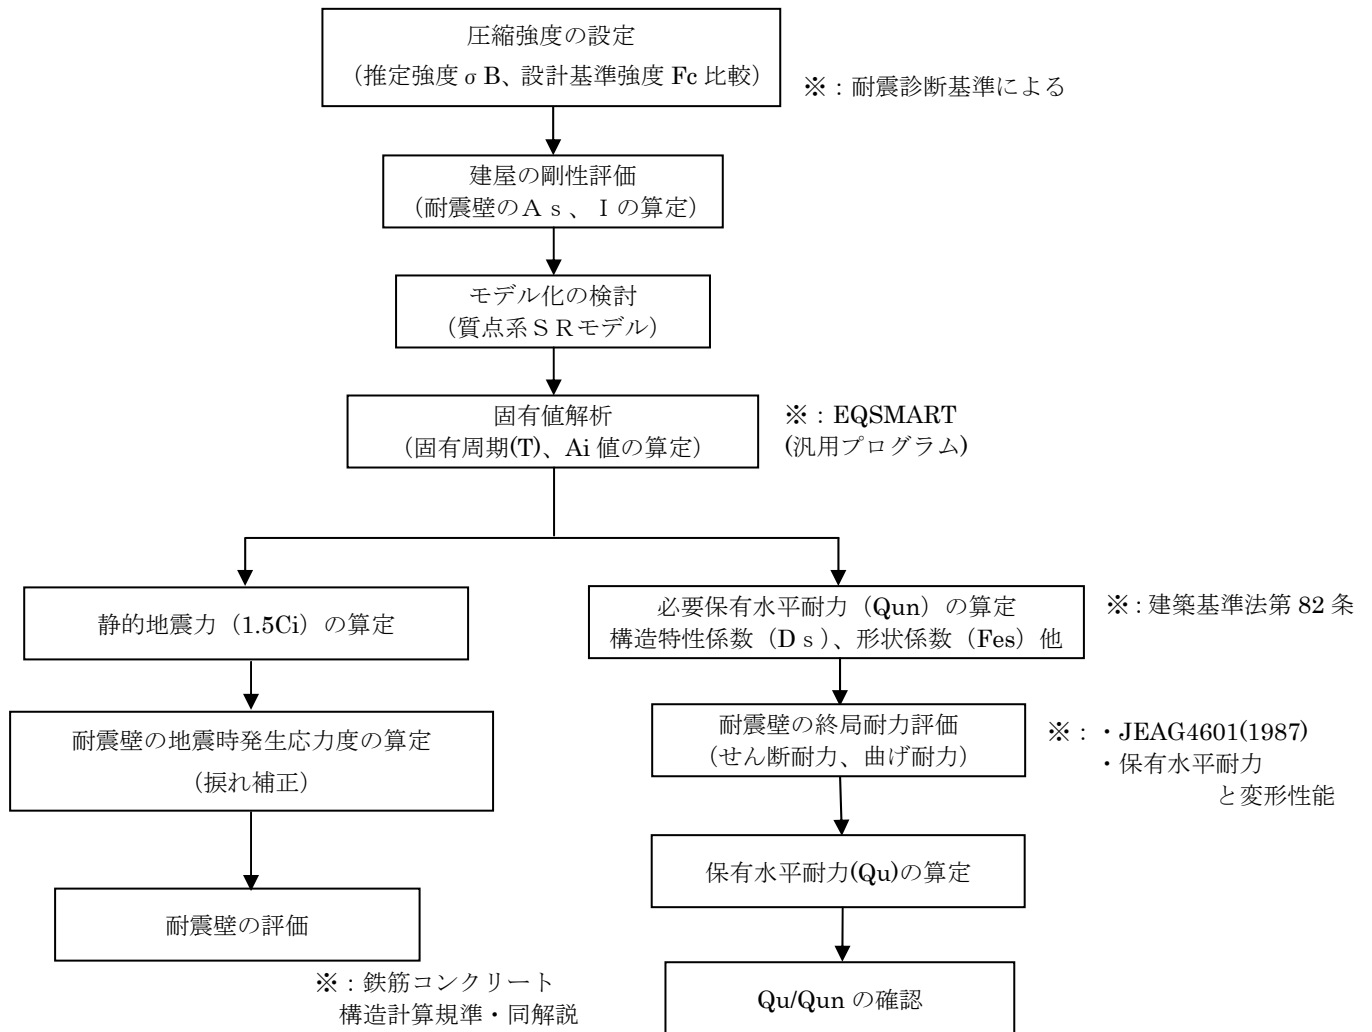 圧縮強度の設定
（推定強度σB、設計基準強度 Fc 比較）
※：耐震診断基準による
建屋の剛性評価
（耐震壁のＡｓ、Ｉの算定）
モデル化の検討
（質点系ＳＲモデル）
固有値解析
（固有周期(T)、Ai 値の算定）
※：EQSMART
(汎用プログラム)
静的地震力（1.5Ci）の算定
耐震壁の地震時発生応力度の算定
（捩れ補正）
耐震壁の評価
※：鉄筋コンクリート
構造計算規準・同解説
必要保有水平耐力（Qun）の算定
構造特性係数（Dｓ）、形状係数（Fes）他
※：建築基準法第 82 条
耐震壁の終局耐力評価
（せん断耐力、曲げ耐力）
※：・JEAG4601(1987)
・保有水平耐力
と変形性能
保有水平耐力(Qu)の算定
Qu/Qun の確認